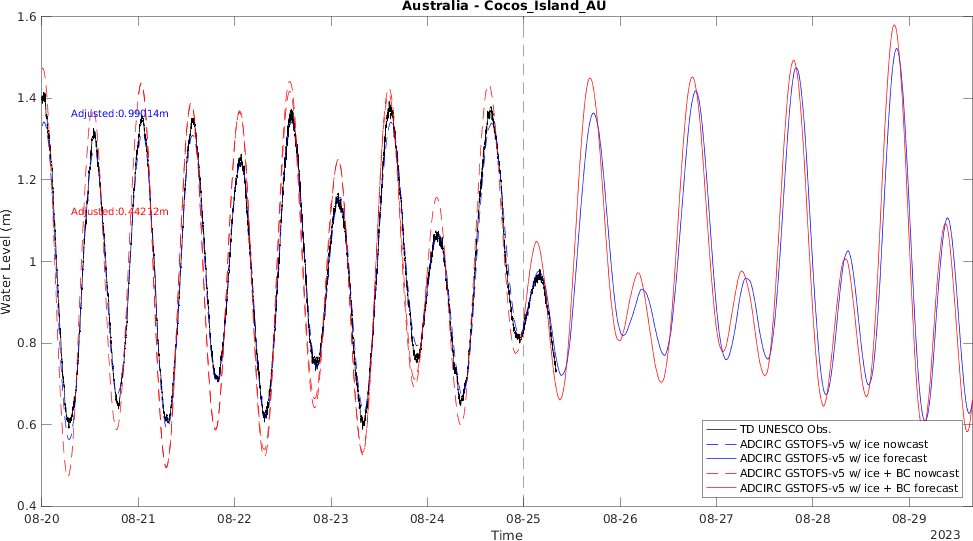 Australia - Cocos_Island_AU
1.6
1.4
1.2
1
0.8
0.6
0.4
Water Level (m)
Adjusted:0.99014m
Adjusted:0.44212m
TD UNESCO Obs.
ADCIRC GSTOFS-v5 w/ ice nowcast
ADCIRC GSTOFS-v5 w/ ice forecast
ADCIRC GSTOFS-v5 w/ ice + BC nowcast
ADCIRC GSTOFS-v5 w/ ice + BC forecast
08-20 08-21 08-22 08-23 08-24 08-25 08-26 08-27 08-28 08-29
Time
2023